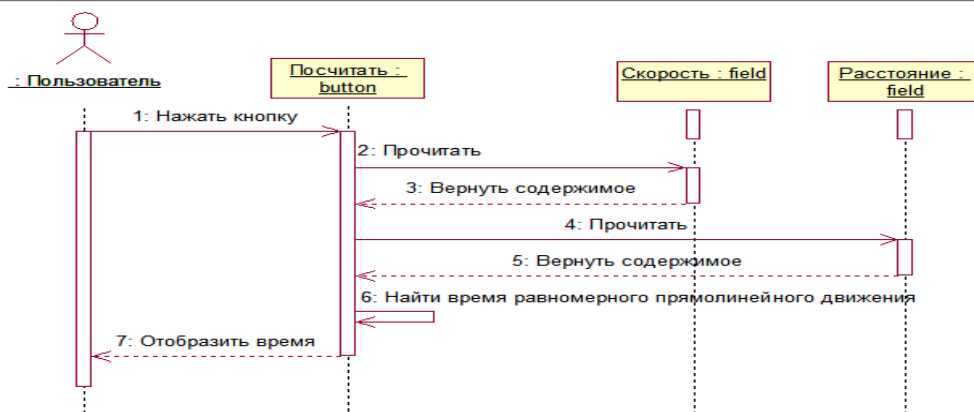 : Пользователь
Посчитать :
button
Скорость : field
Расстояние :
field
1: Нажать кнопку
2: Прочитать
3: Вернуть содержимое
4: Прочитать
5: Вернуть содержимое
6: Найти время равномерного прямолинейного движения
7: Отобразить время